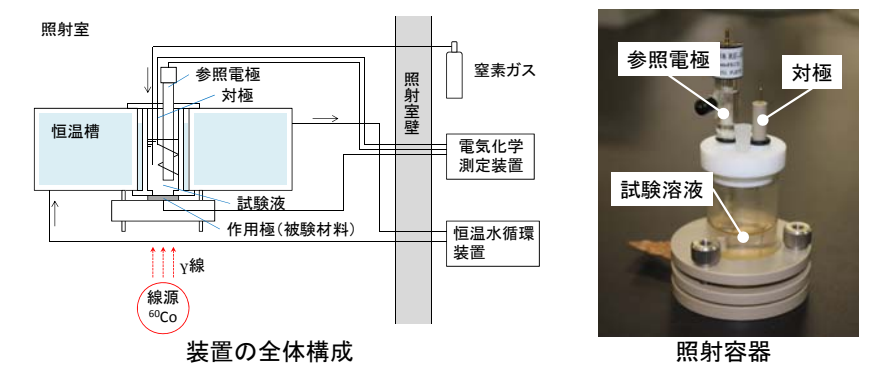 照射室
参照電極
対極
恒温槽
試験液
作用極(被験材料)
γ線
線源
⁶⁰Co
照射室壁
窒素ガス
電気化学
測定装置
恒温水循環
装置
装置の全体構成
参照電極
対極
試験溶液
照射容器